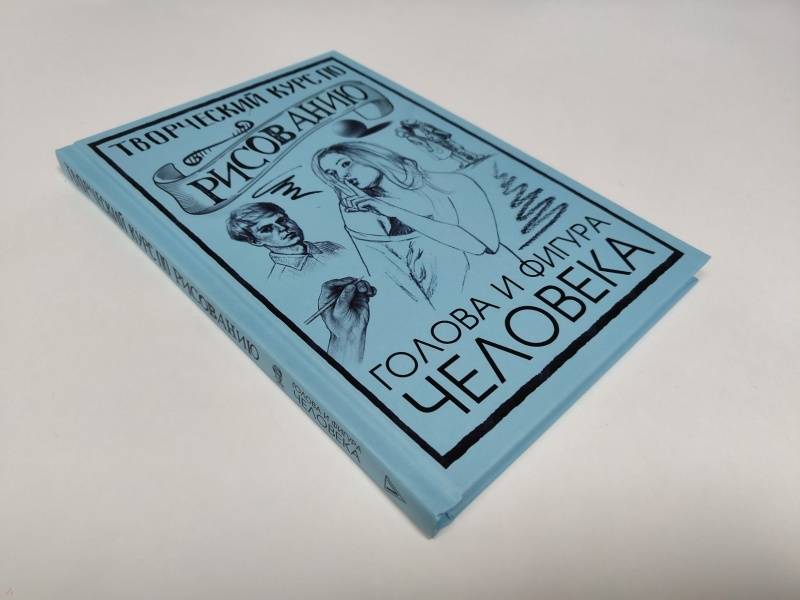 ТВОРЧЕСКИЙ КУРС ПО
РИСОВАНИЮ
ГОЛОВА И ФИГУРА
ЧЕЛОВЕКА
ТВОРЧЕСКИЙ КУРС ПО РИСОВАНИЮ
ГОЛОВА И ФИГУРА
ЧЕЛОВЕКА